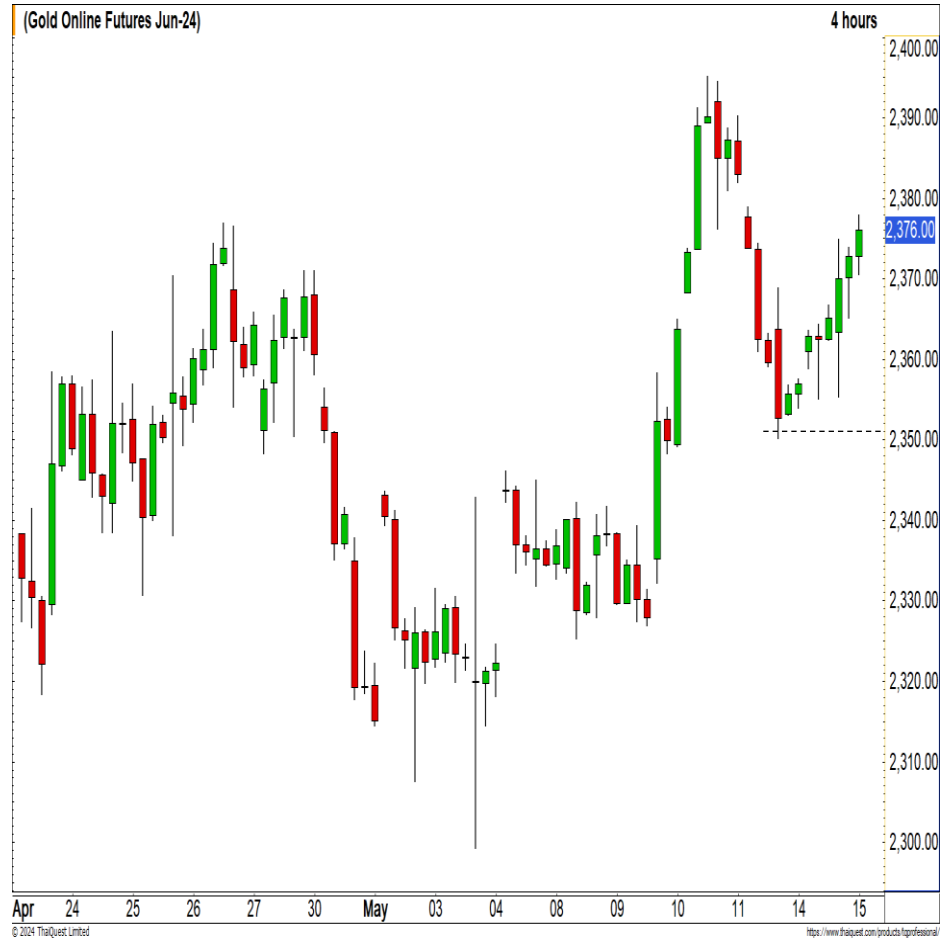 (Gold Online Futures Jun-24)
4 hours
2,400.00
2,390.00
2,380.00
2,376.00
2,370.00
2,360.00
2,350.00
2,340.00
2,330.00
2,320.00
2,310.00
2,300.00
Apr 24 25 26 27 30 May 03 04 08 09 10 11 14 15
© 2024 ThaiQuest Limited
https://www.thaiquest.com/products/tqprofessional/